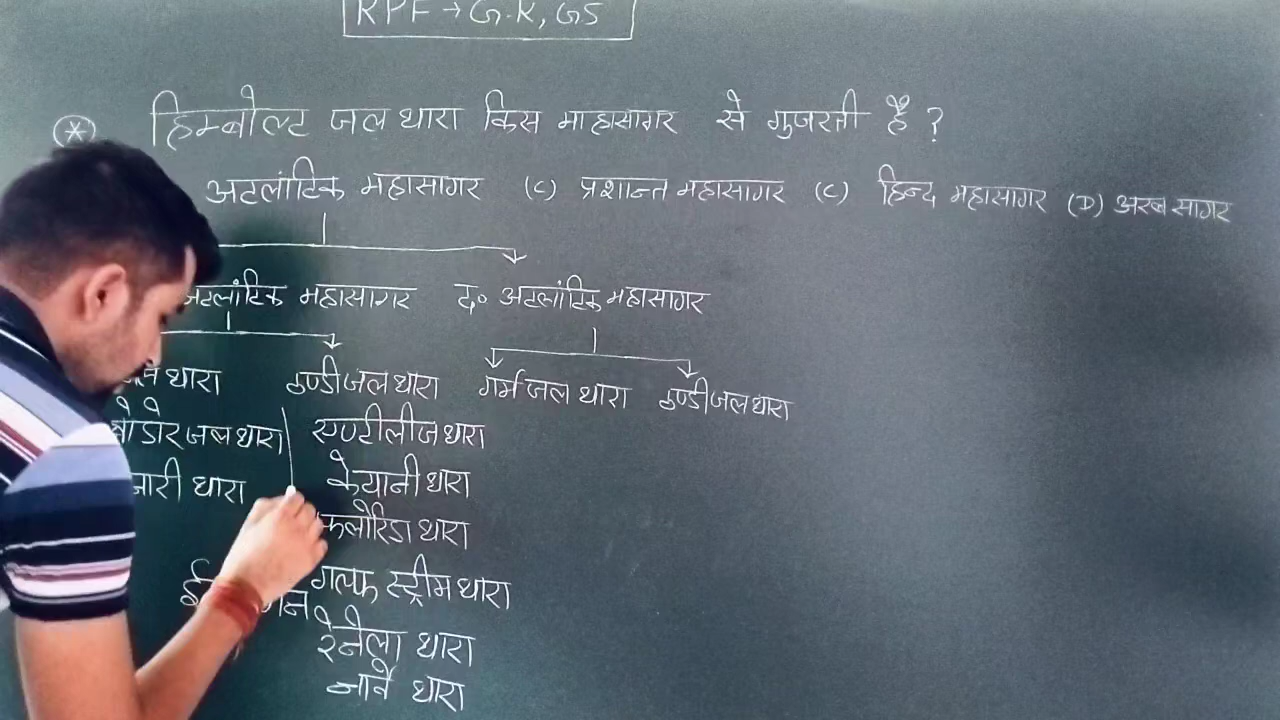 RPF → G.K, GS
* हिम्बोल्ट जल धारा किस माहासागर से गुजरती है ?
अटलांटिक महासागर (C) प्रशान्त महासागर (C) हिन्द महासागर (D) अरब सागर
अटलांटिक महासागर द० अटलांटिक महासागर
धारा ठण्डी जल धारा गर्म जल धारा ठण्डी जल धारा
जल धारा एण्टीलीज धारा
धारा केयानी धारा
फ्लोरिडा धारा
गल्फ स्ट्रीम धारा
रेनेला धारा
नार्वे धारा